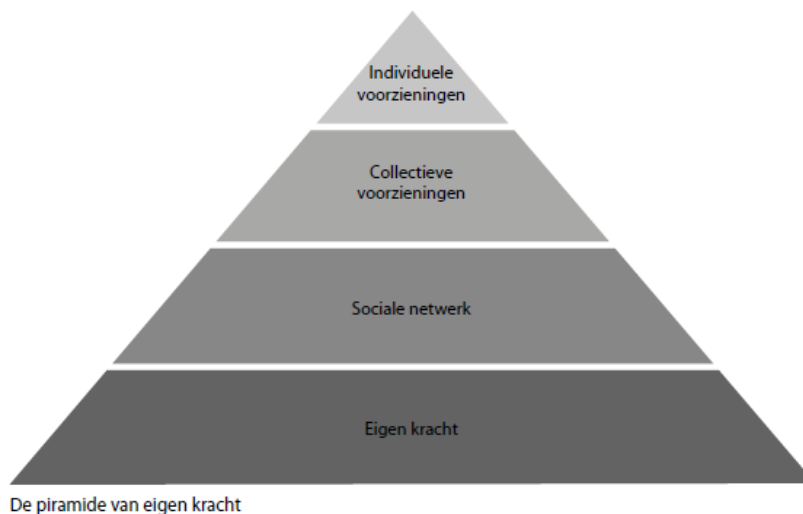 Individuele
voorzieningen
Collectieve
voorzieningen
Sociale netwerk
Eigen kracht
De piramide van eigen kracht